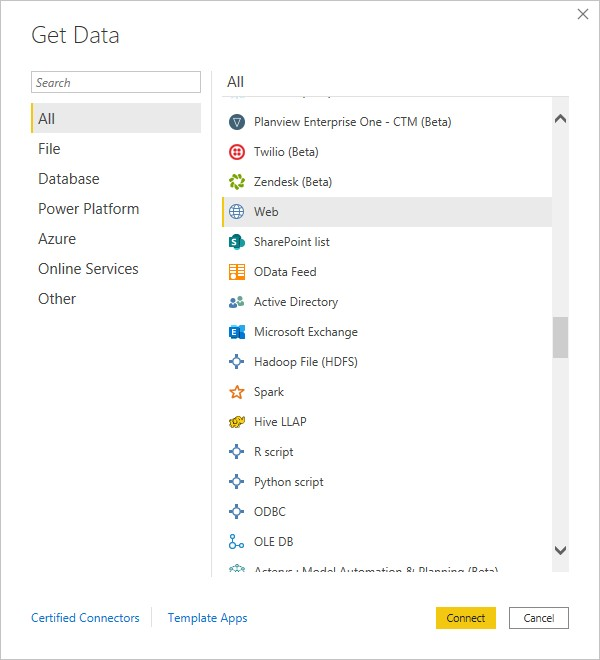 Get Data
Search
All
File
Database
Power Platform
Azure
Online Services
Other
All
Planview Enterprise One - CTM (Beta)
Twilio (Beta)
Zendesk (Beta)
Web
SharePoint list
OData Feed
Active Directory
Microsoft Exchange
Hadoop File (HDFS)
Spark
Hive LLAP
R script
Python script
ODBC
OLE DB
Model Automation & Planning (Beta)
Certified Connectors
Template Apps
Connect
Cancel